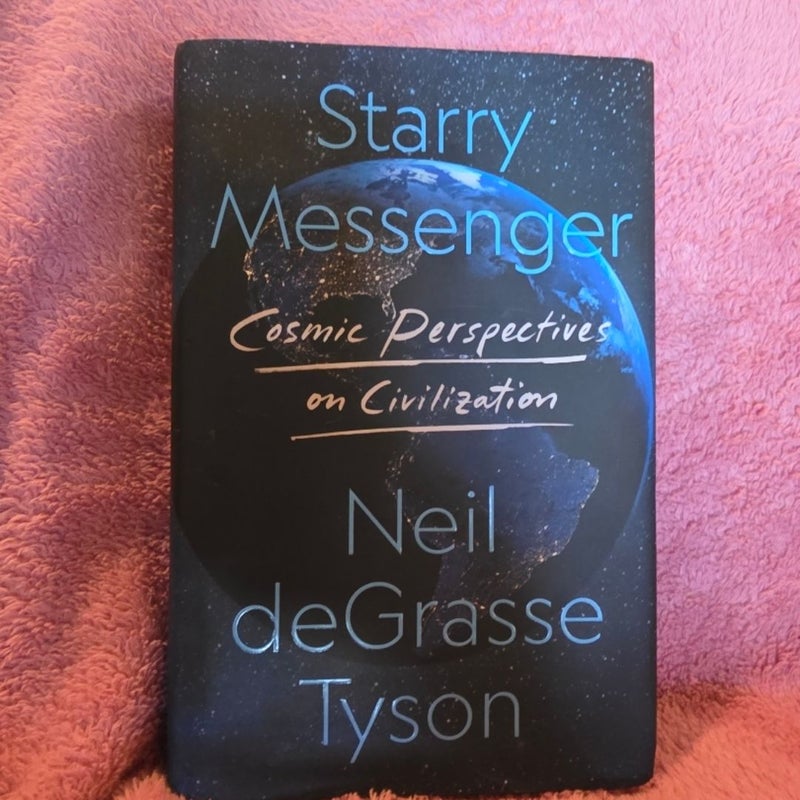 Starry
Messenger
Cosmic Perspectives
on Civilization
Neil
deGrasse
Tyson